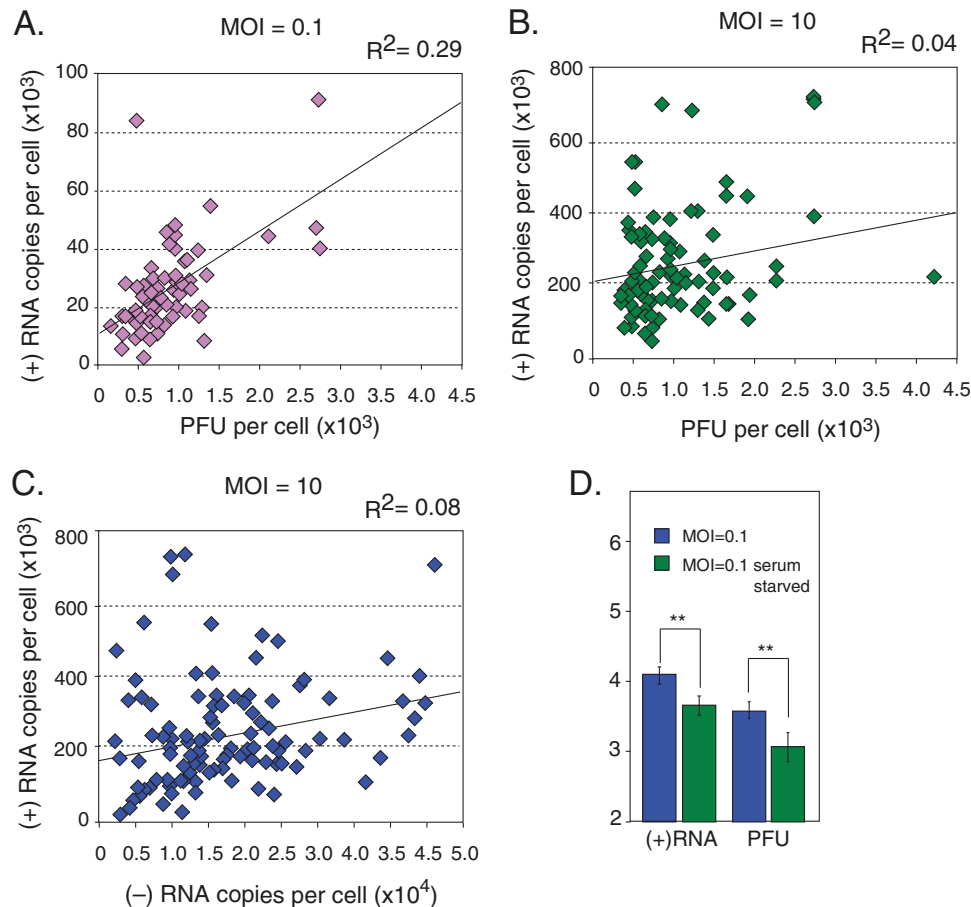 A.
MOI = 0.1
R²= 0.29
(+) RNA copies per cell (x10³)
100
80
60
40
20
0
0 0.5 1.0 1.5 2.0 2.5 3.0 3.5 4.0 4.5
PFU per cell (x10³)
B.
MOI = 10
R²= 0.04
(+) RNA copies per cell (x10³)
800
600
400
200
0
0 0.5 1.0 1.5 2.0 2.5 3.0 3.5 4.0 4.5
PFU per cell (x10³)
C.
MOI = 10
R²= 0.08
(+) RNA copies per cell (x10³)
800
600
400
200
0
0 0.5 1.0 1.5 2.0 2.5 3.0 3.5 4.0 4.5 5.0
(–) RNA copies per cell (x10⁴)
D.
MOI=0.1
MOI=0.1 serum
starved
6
5
4
3
2
**
**
(+)RNA PFU